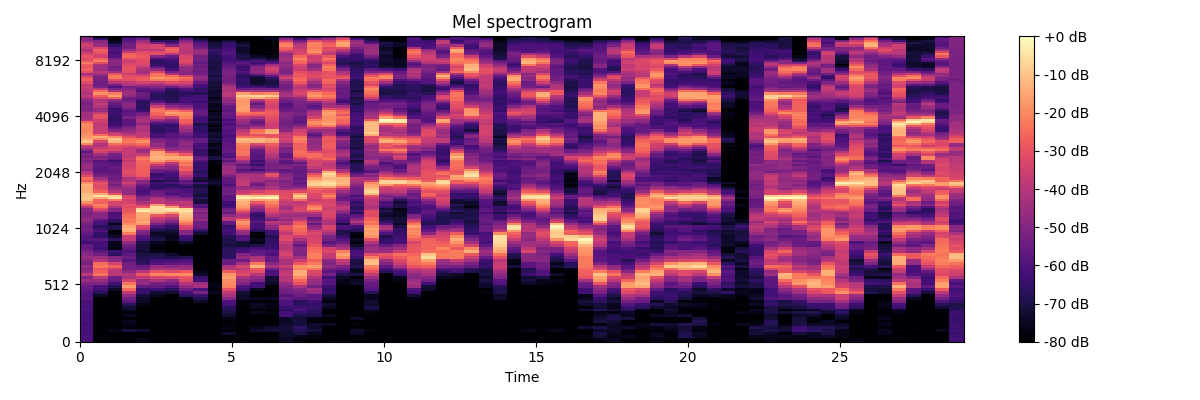 Mel spectrogram
Hz
8192
4096
2048
1024
512
0
0 5 10 15 20 25
Time
+0 dB
-10 dB
-20 dB
-30 dB
-40 dB
-50 dB
-60 dB
-70 dB
-80 dB